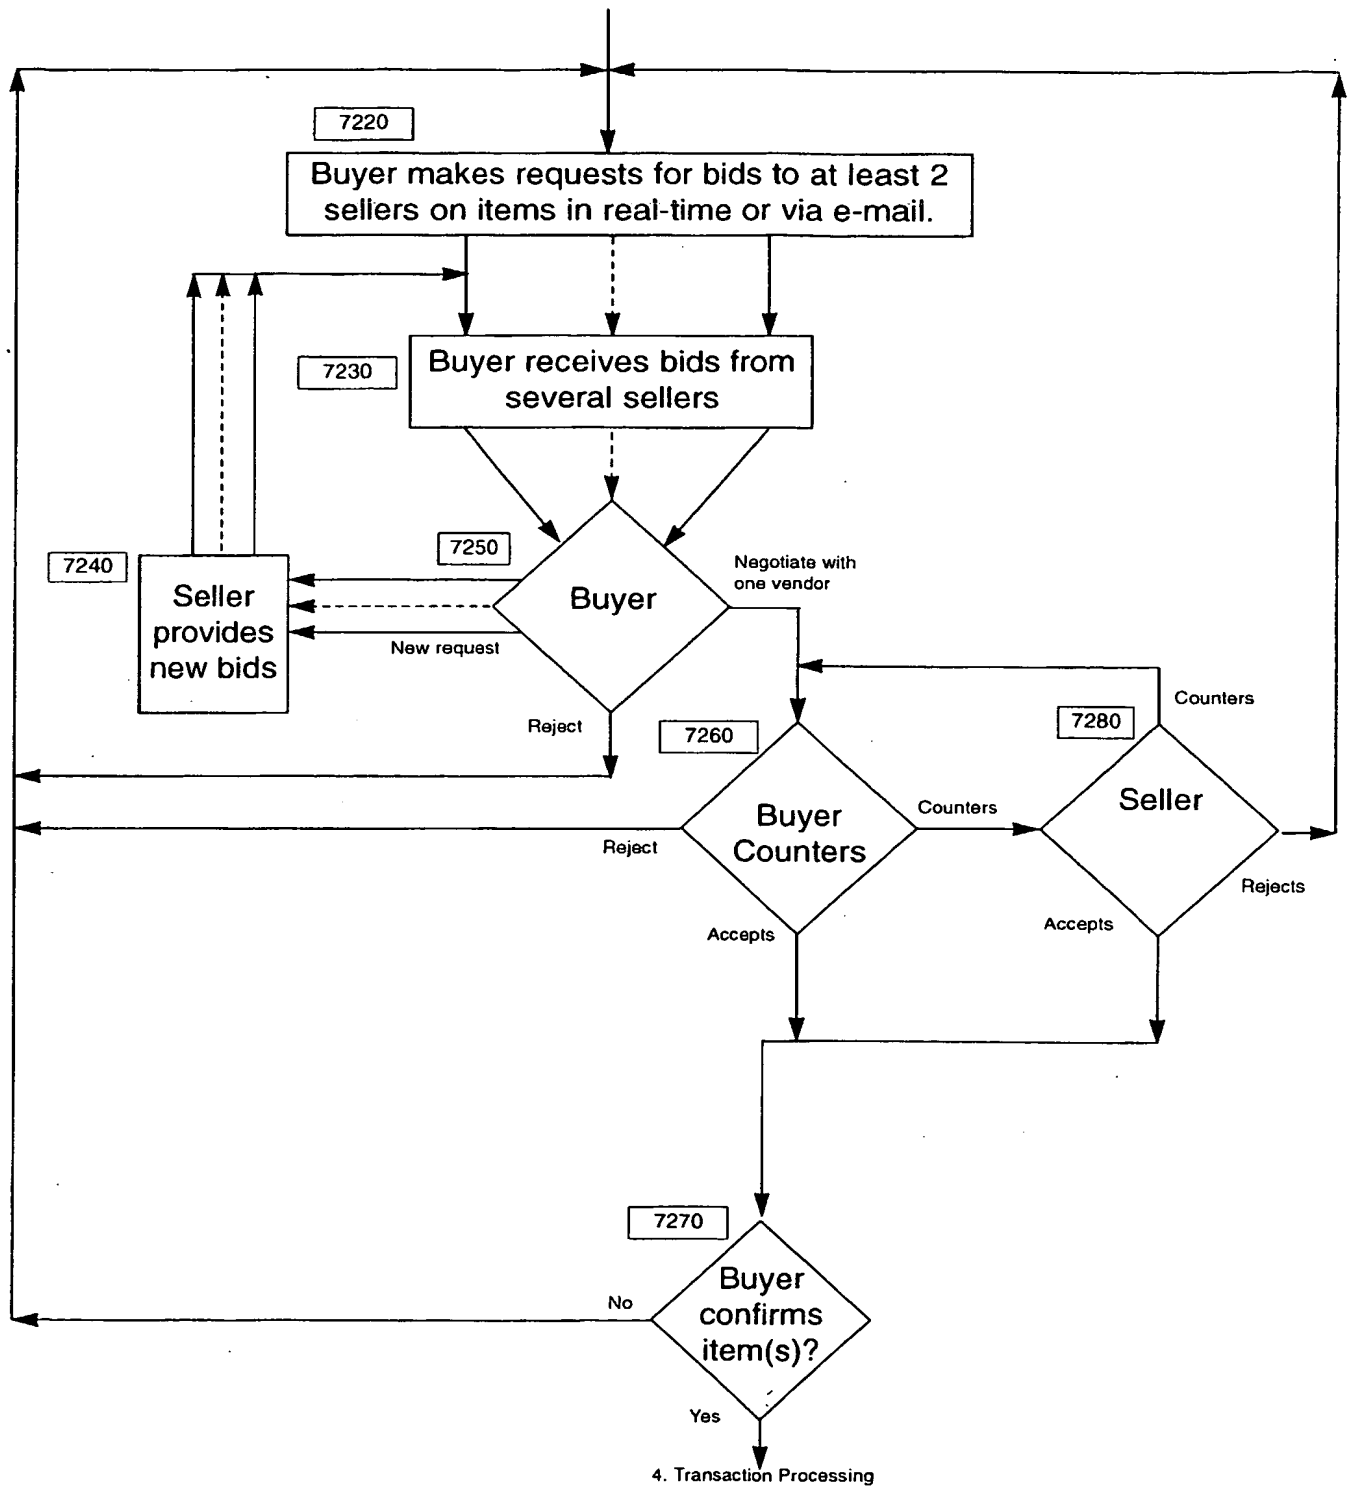 7220
Buyer makes requests for bids to at least 2
sellers on items in real-time or via e-mail.
7230
Buyer receives bids from
several sellers
7240
Seller
provides
new bids
7250
Buyer
Negotiate with
one vendor
New request
Reject
7260
Buyer
Counters
Counters
Reject
Accepts
7280
Seller
Counters
Rejects
Accepts
7270
Buyer
confirms
item(s)?
No
Yes
4. Transaction Processing